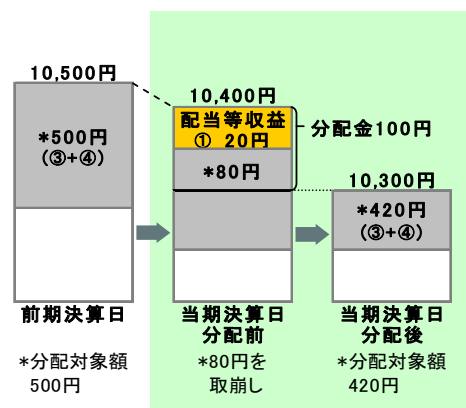 10,500円
*500円
(③+④)
前期決算日
*分配対象額
500円
10,400円
配当等収益
① 20円
*80円
分配金100円
当期決算日
分配前
*80円を
取崩し
10,300円
*420円
(③+④)
当期決算日
分配後
*分配対象額
420円